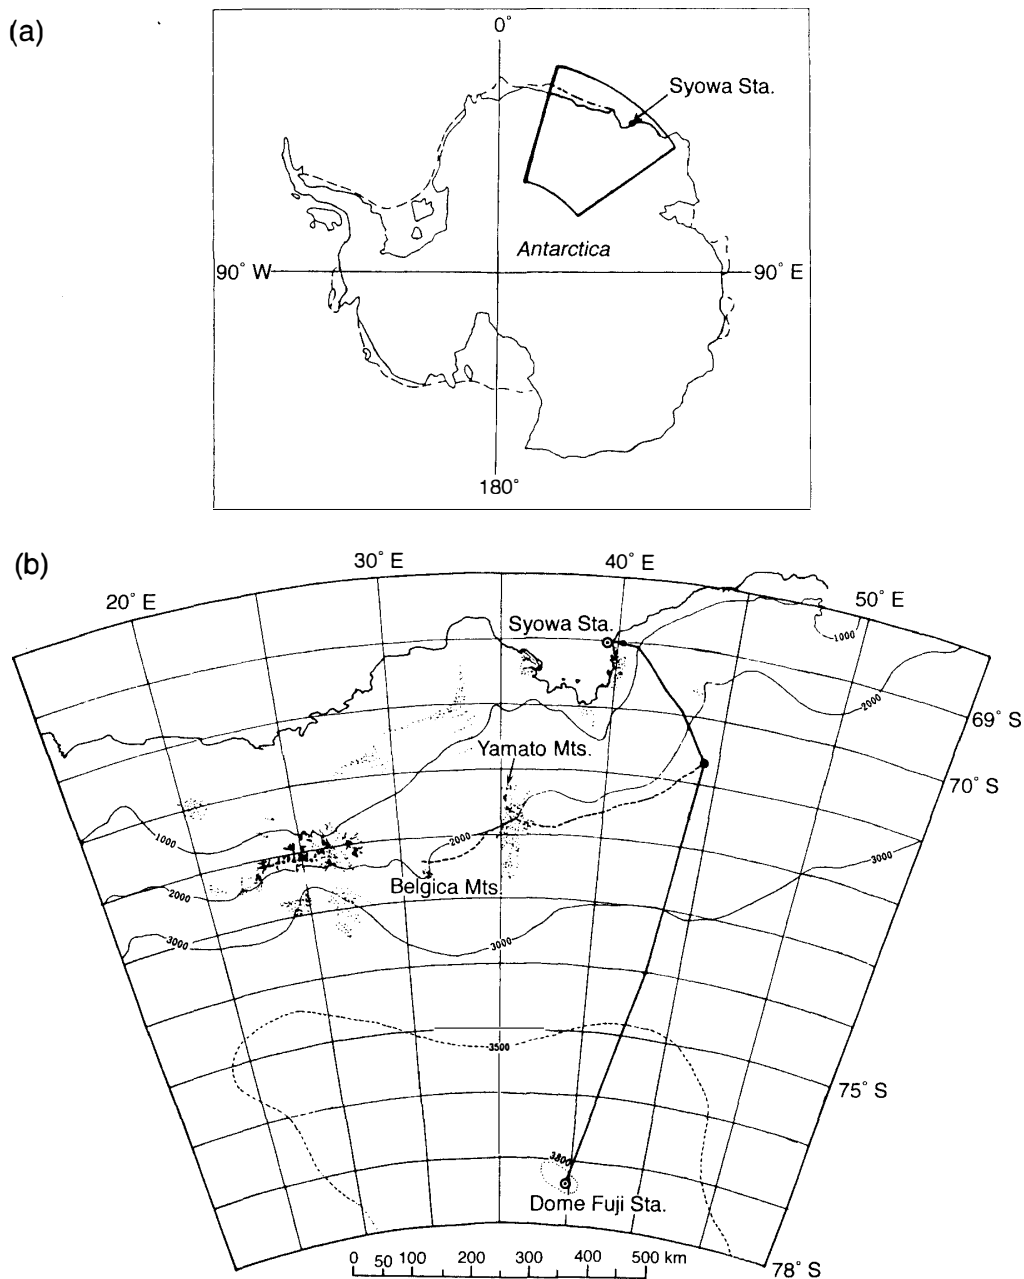 (a)
0°
Syowa Sta.
Antarctica
90° W
90° E
180°
(b)
30° E
40° E
20° E
50° E
Syowa Sta.
1000
2000
69° S
Yamato Mts.
70° S
1000
2000
3000
2000
Belgica Mts.
3000
3000
3500
75° S
3800
Dome Fuji Sta.
0 50 100 200 300 400 500 km
78° S